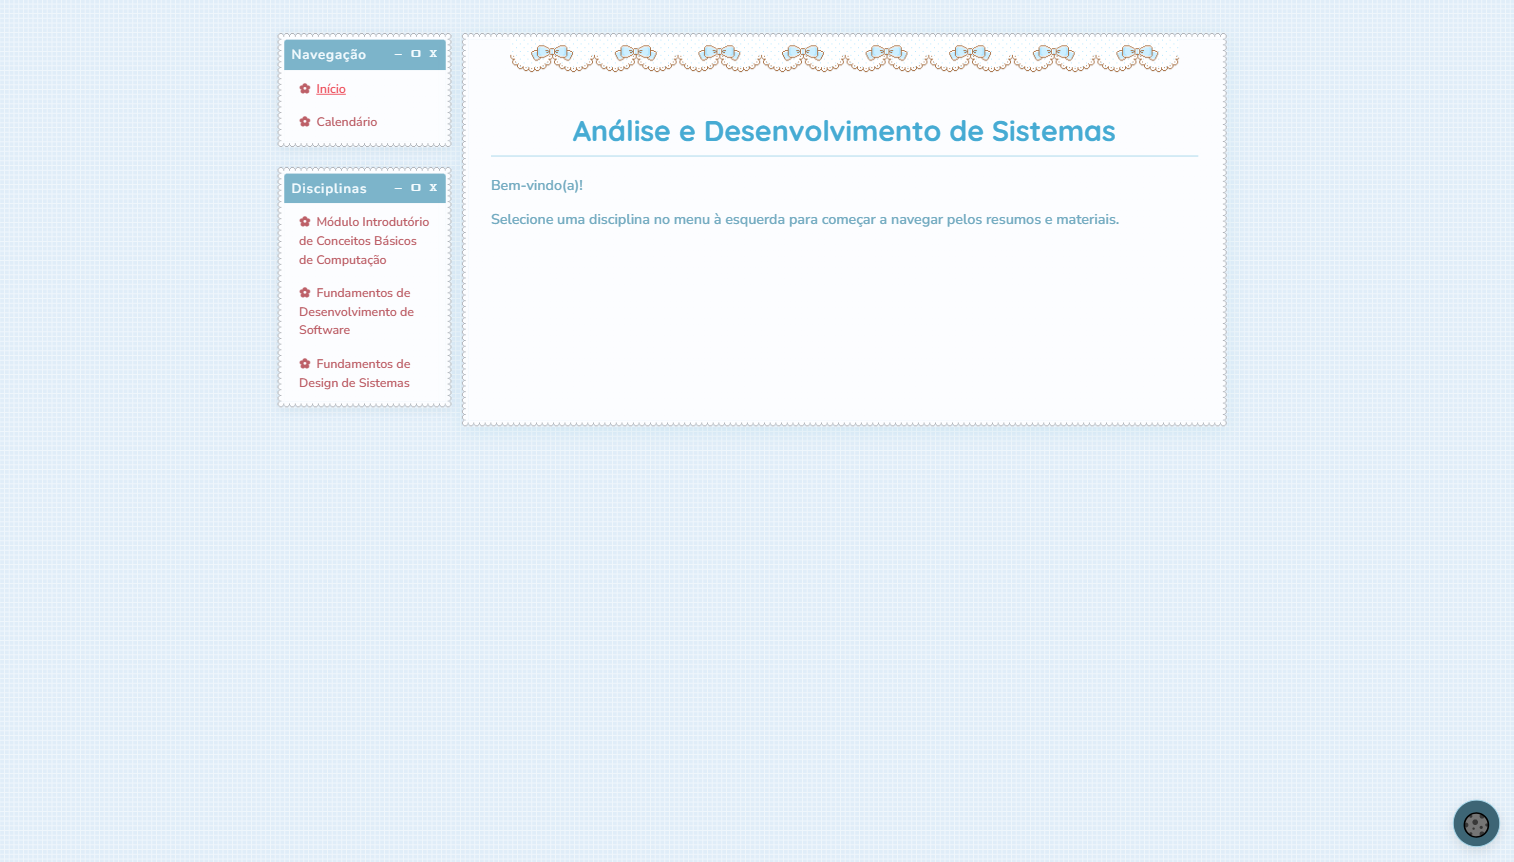 Navegação
Início
Calendário
Disciplinas
Módulo Introdutório
de Conceitos Básicos
de Computação
Fundamentos de
Desenvolvimento de
Software
Fundamentos de
Design de Sistemas
Análise e Desenvolvimento de Sistemas
Bem-vindo(a)!
Selecione uma disciplina no menu à esquerda para começar a navegar pelos resumos e materiais.